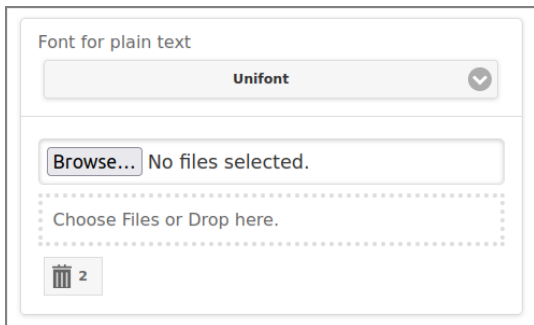 Font for plain text
Unifont
Browse... No files selected.
Choose Files or Drop here.
2